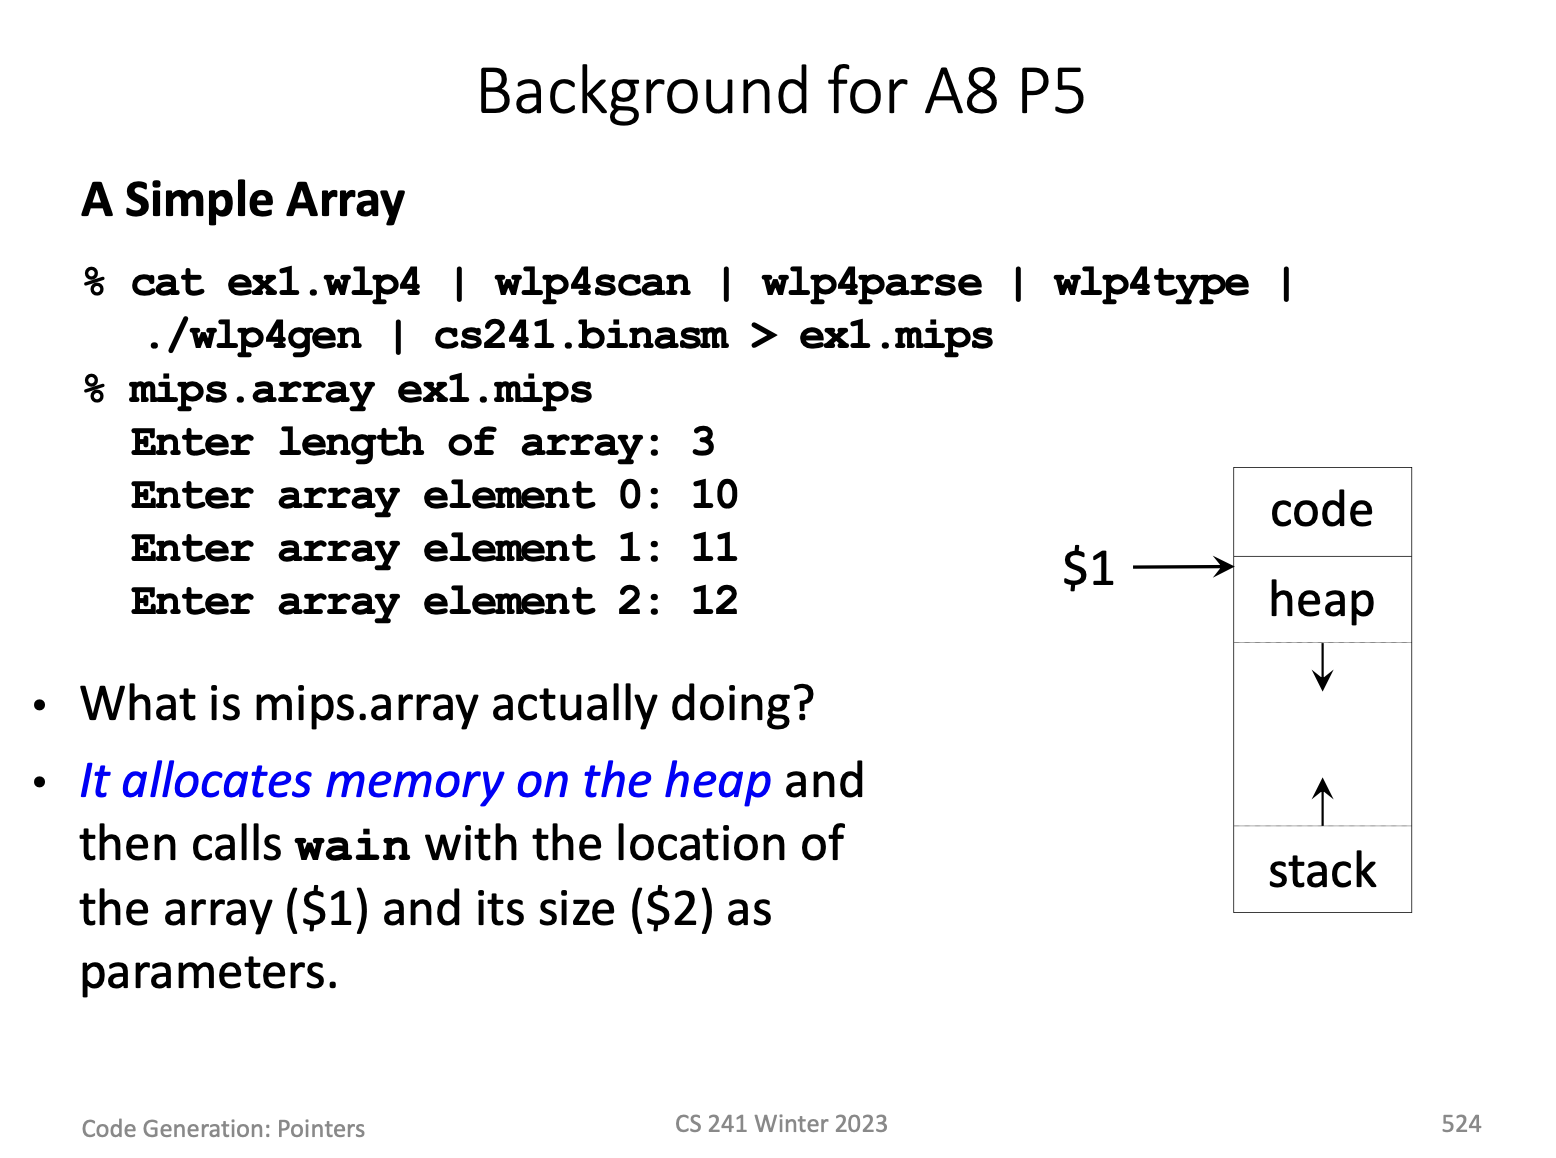 Background for A8 P5
A Simple Array
% cat ex1.wlp4 | wlp4scan | wlp4parse | wlp4type |
./wlp4gen | cs241.binasm > ex1.mips
% mips.array ex1.mips
Enter length of array: 3
Enter array element 0: 10
Enter array element 1: 11
Enter array element 2: 12
• What is mips.array actually doing?
• It allocates memory on the heap and
then calls wain with the location of
the array ($1) and its size ($2) as
parameters.
code
$1
heap
stack
Code Generation: Pointers
CS 241 Winter 2023
524